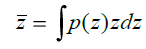 z̅ = ∫p(z)zdz